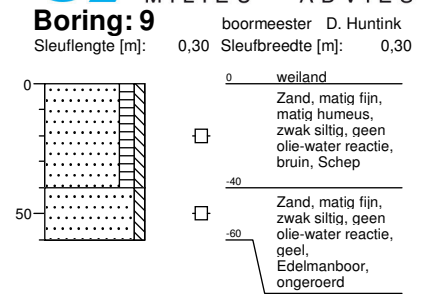 Boring: 9
boormeester D. Huntink
Sleuflengte [m]: 0,30 Sleufbreedte [m]: 0,30
0
0 weiland
Zand, matig fijn,
matig humeus,
zwak siltig, geen
olie-water reactie,
bruin, Schep
-40
50
Zand, matig fijn,
zwak siltig, geen
olie-water reactie,
geel,
Edelmanboor,
ongeroerd
-60